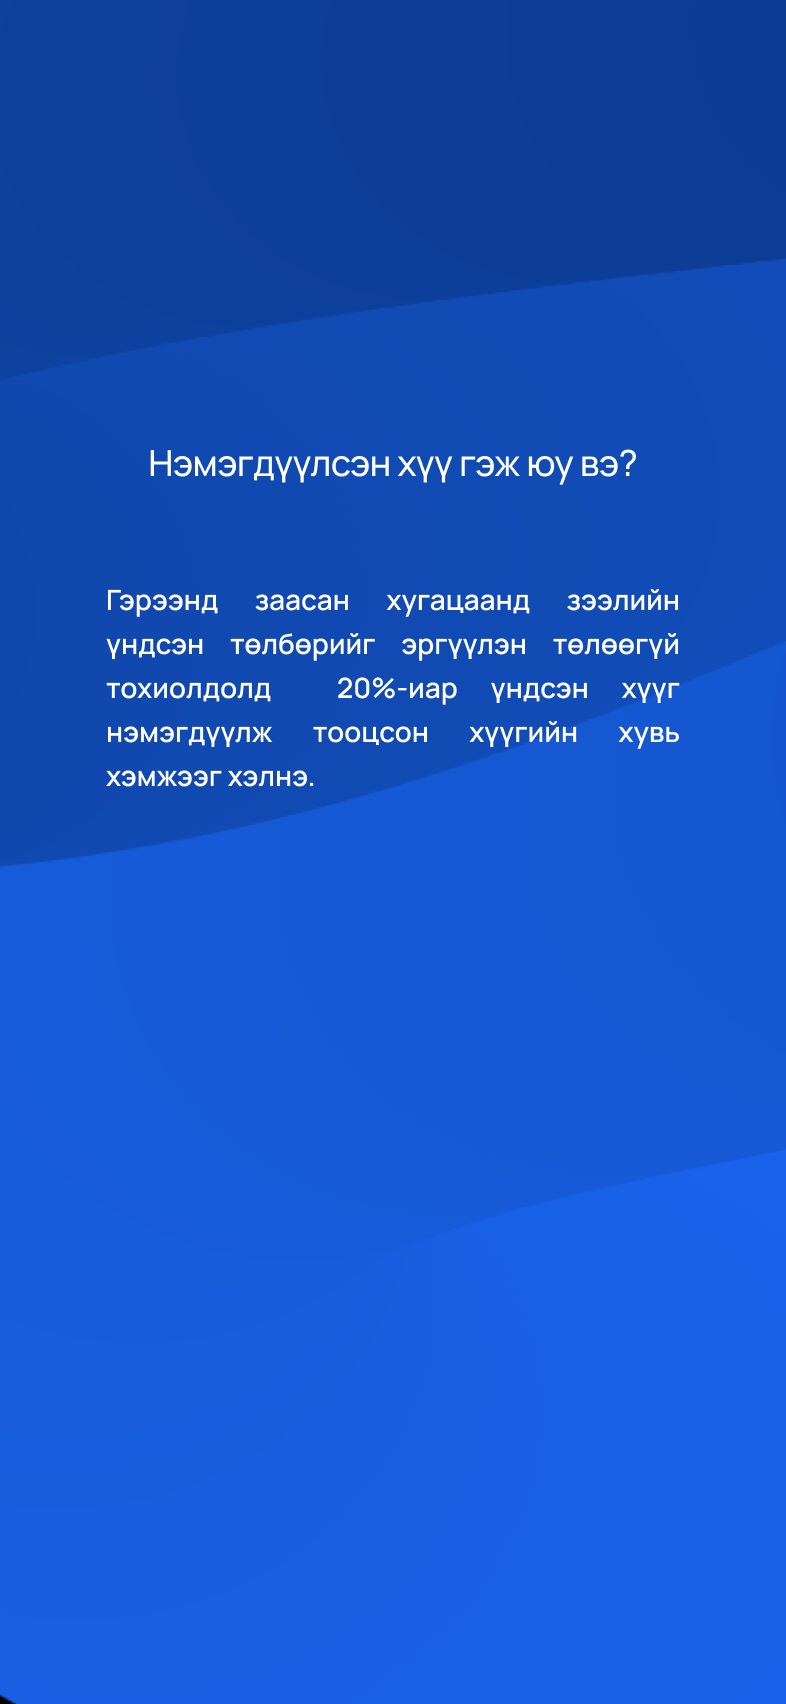 Нэмэгдүүлсэн хүү гэж юу вэ?
Гэрээнд заасан хугацаанд зээлийн
үндсэн төлбөрийг эргүүлэн төлөөгүй
тохиолдолд 20%-иар үндсэн хүүг
нэмэгдүүлж тооцсон хүүгийн хувь
хэмжээг хэлнэ.